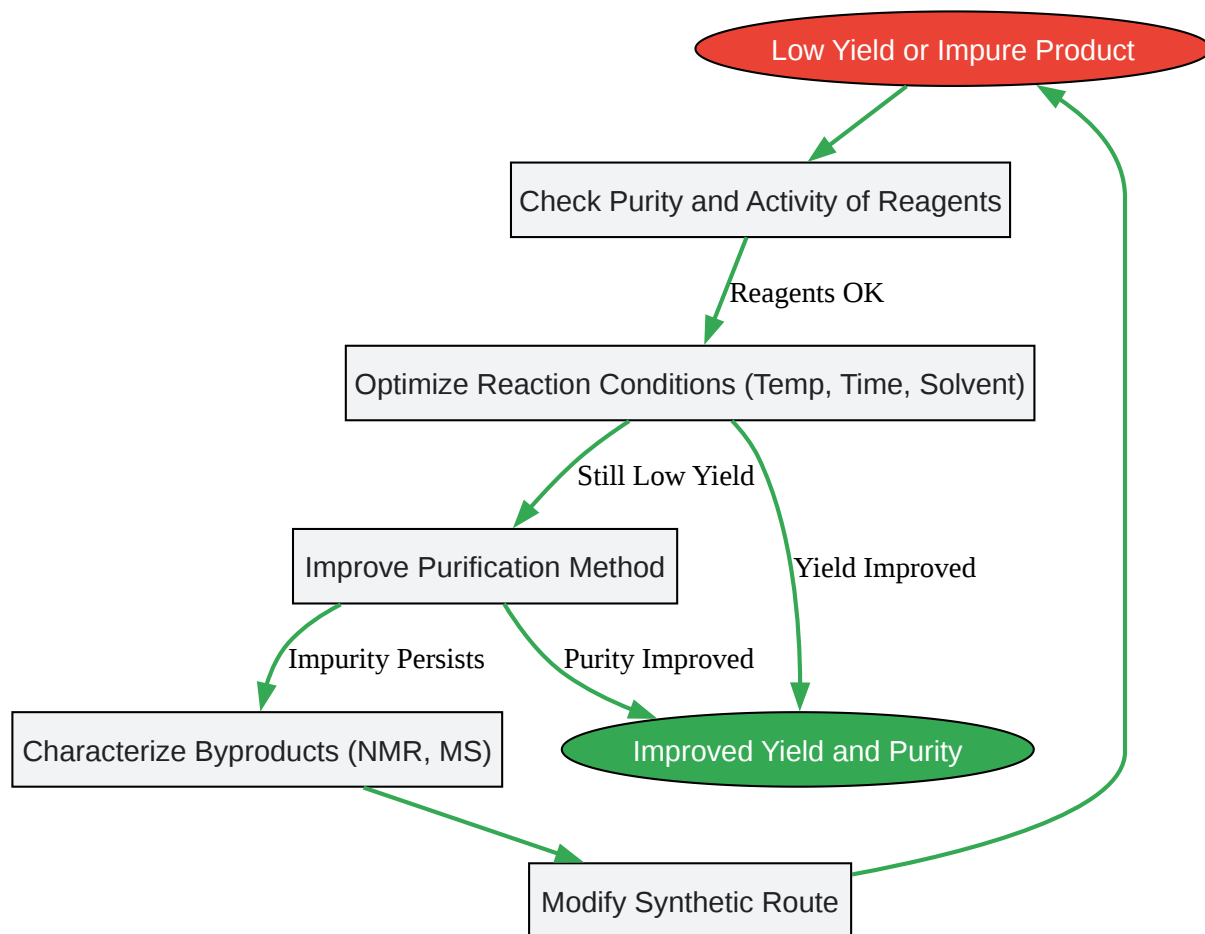 Low Yield or Impure Product
Check Purity and Activity of Reagents
Reagents OK
Optimize Reaction Conditions (Temp, Time, Solvent)
Still Low Yield
Improve Purification Method
Yield Improved
Impurity Persists
Purity Improved
Characterize Byproducts (NMR, MS)
Improved Yield and Purity
Modify Synthetic Route